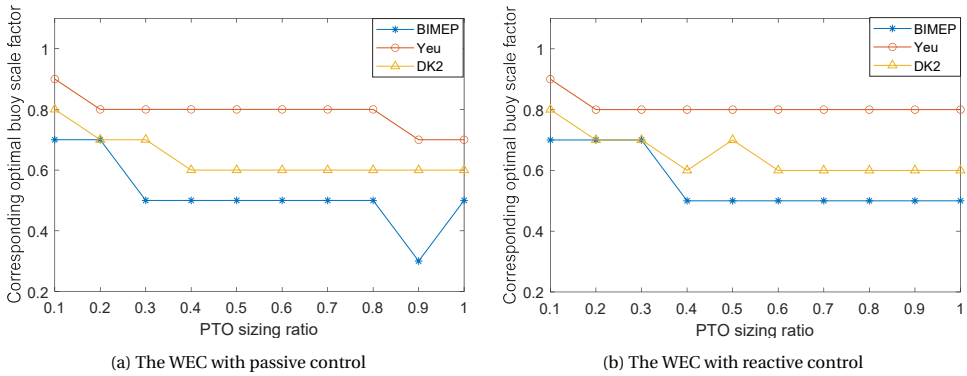 Corresponding optimal buoy scale factor
1
0.8
0.6
0.4
0.2
BIMEP
Yeu
DK2
0.1 0.2 0.3 0.4 0.5 0.6 0.7 0.8 0.9 1
PTO sizing ratio
(a) The WEC with passive control
Corresponding optimal buoy scale factor
1
0.8
0.6
0.4
0.2
BIMEP
Yeu
DK2
0.1 0.2 0.3 0.4 0.5 0.6 0.7 0.8 0.9 1
PTO sizing ratio
(b) The WEC with reactive control